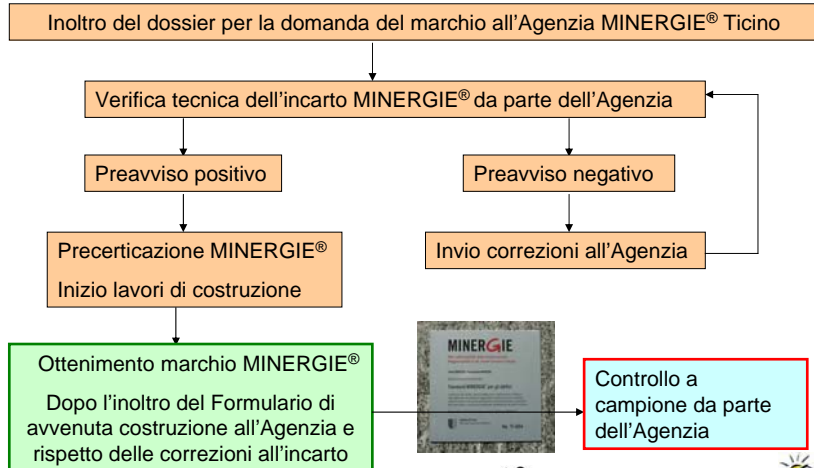 Inoltro del dossier per la domanda del marchio all'Agenzia MINERGIE® Ticino
Verifica tecnica dell'incarto MINERGIE® da parte dell'Agenzia
Preavviso positivo
Preavviso negativo
Precerticazione MINERGIE®
Inizio lavori di costruzione
Invio correzioni all'Agenzia
Ottenimento marchio MINERGIE®
Dopo l'inoltro del Formulario di
avvenuta costruzione all'Agenzia e
rispetto delle correzioni all'incarto
MINERGIE
Controllo a
campione da parte
dell'Agenzia